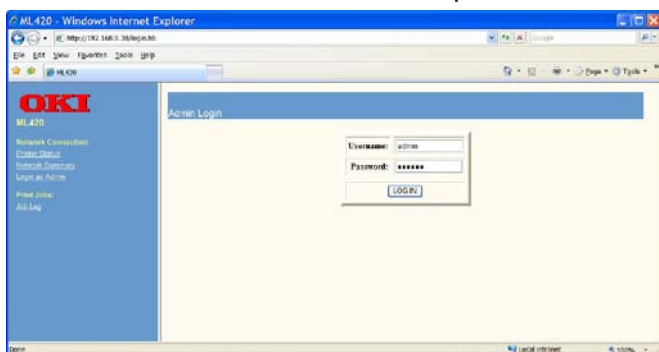 ML420 - Windows Internet Explorer
http://192.168.0.30/login.htm
Google
File Edit View Favorites Tools Help
ML420
Page Tools
OKI
ML420
Admin Login
Network Connection:
Printer Status
Network Summary
Login as Admin
Print Jobs:
Job Log
Username: admin
Password: ••••••
LOGIN
Done
Local intranet
100%